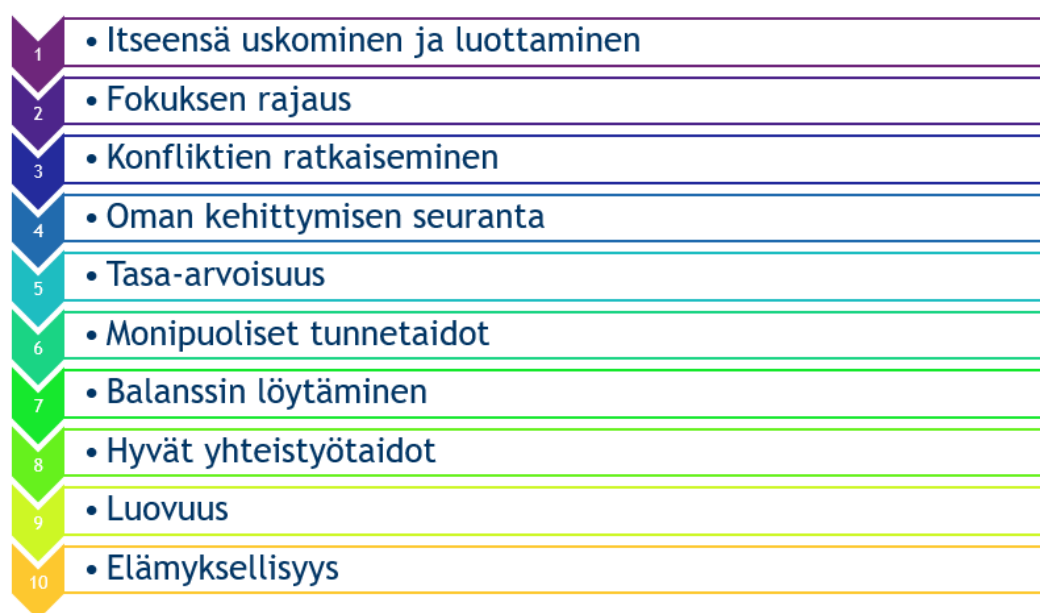 1 • Itseensä uskominen ja luottaminen
2 • Fokuksen rajaus
3 • Konfliktien ratkaiseminen
4 • Oman kehittymisen seuranta
5 • Tasa-arvoisuus
6 • Monipuoliset tunnetaidot
7 • Balanssin löytäminen
8 • Hyvät yhteistyötaidot
9 • Luovuus
10 • Elämyksellisyys